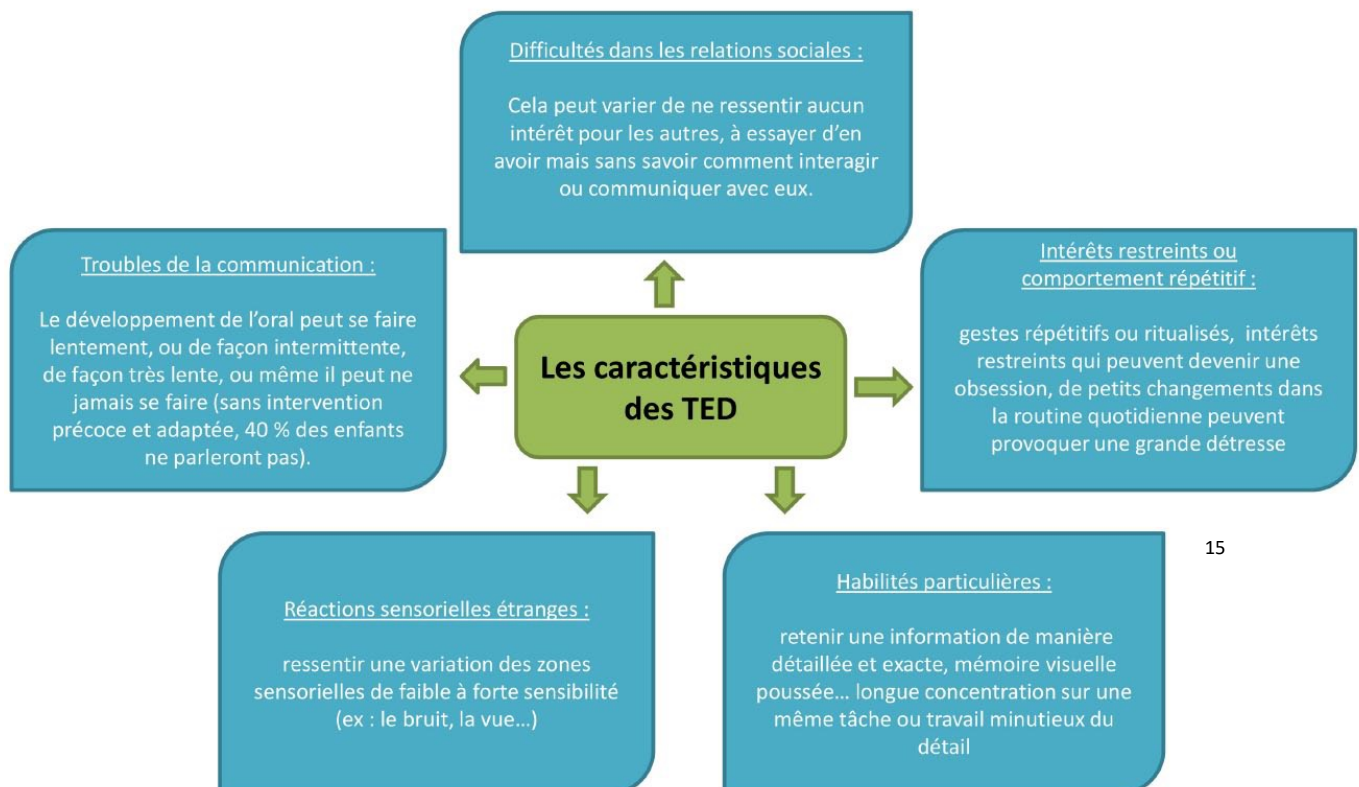 Difficultés dans les relations sociales :
Cela peut varier de ne ressentir aucun
intérêt pour les autres, à essayer d'en
avoir mais sans savoir comment interagir
ou communiquer avec eux.
Troubles de la communication :
Le développement de l'oral peut se faire
lentement, ou de façon intermittente,
de façon très lente, ou même il peut ne
jamais se faire (sans intervention
précoce et adaptée, 40 % des enfants
ne parleront pas).
Les caractéristiques
des TED
Intérêts restreints ou
comportement répétitif :
gestes répétitifs ou ritualisés, intérêts
restreints qui peuvent devenir une
obsession, de petits changements dans
la routine quotidienne peuvent
provoquer une grande détresse
15
Réactions sensorielles étranges :
ressentir une variation des zones
sensorielles de faible à forte sensibilité
(ex : le bruit, la vue…)
Habilités particulières :
retenir une information de manière
détaillée et exacte, mémoire visuelle
poussée… longue concentration sur une
même tâche ou travail minutieux du
détail